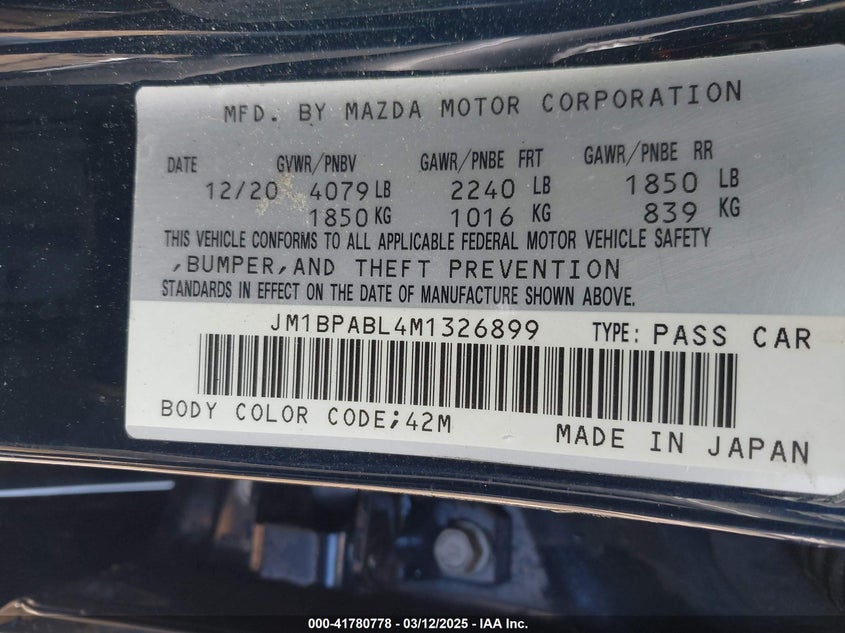 MFD. BY MAZDA MOTOR CORPORATION
DATE GVWR/PNBV GAWR/PNBE FRT GAWR/PNBE RR
12/20 4079 LB 2240 LB 1850 LB
1850 KG 1016 KG 839 KG
THIS VEHICLE CONFORMS TO ALL APPLICABLE FEDERAL MOTOR VEHICLE SAFETY
,BUMPER,AND THEFT PREVENTION
STANDARDS IN EFFECT ON THE DATE OF MANUFACTURE SHOWN ABOVE.
JM1BPABL4M1326899 TYPE: PASS CAR
BODY COLOR CODE;42M
MADE IN JAPAN
000-41780778 - 03/12/2025 - IAA Inc.